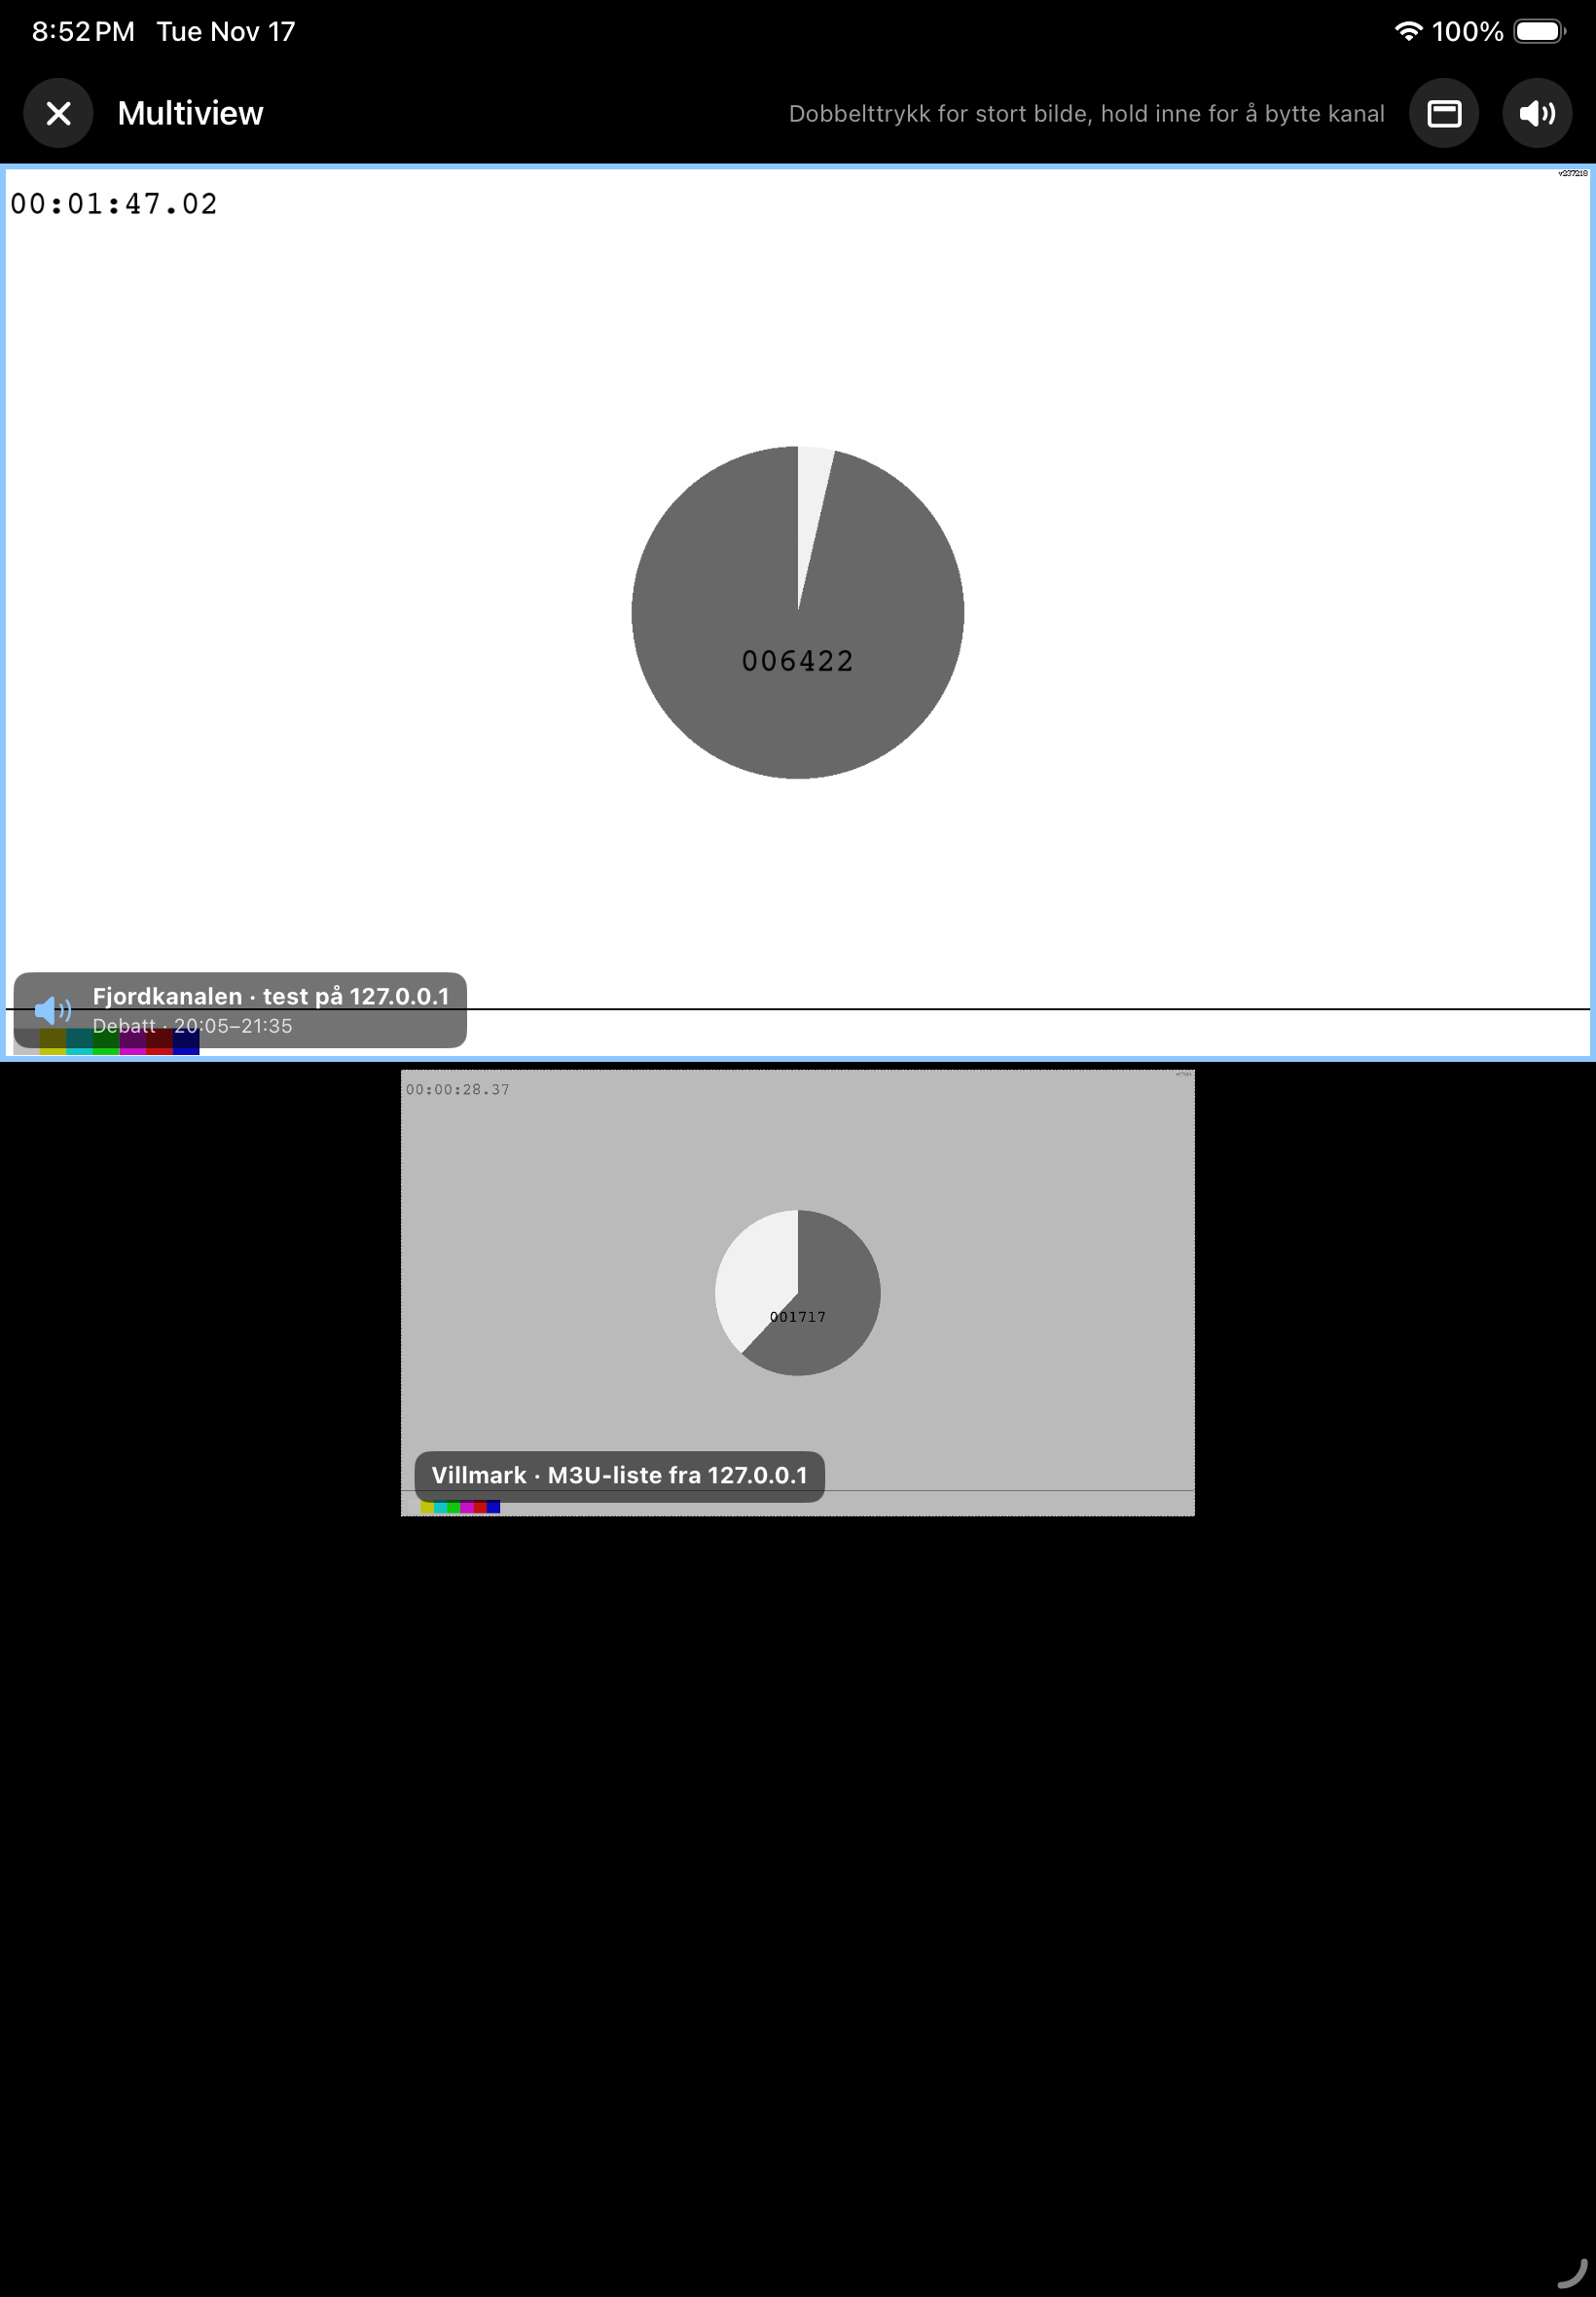 8:52 PM Tue Nov 17
100%
Multiview
Dobbelttrykk for stort bilde, hold inne for å bytte kanal
v237218
00:01:47.02
006422
Fjordkanalen · test på 127.0.0.1
Debatt · 20:05–21:35
00:00:28.37
001717
Villmark · M3U-liste fra 127.0.0.1